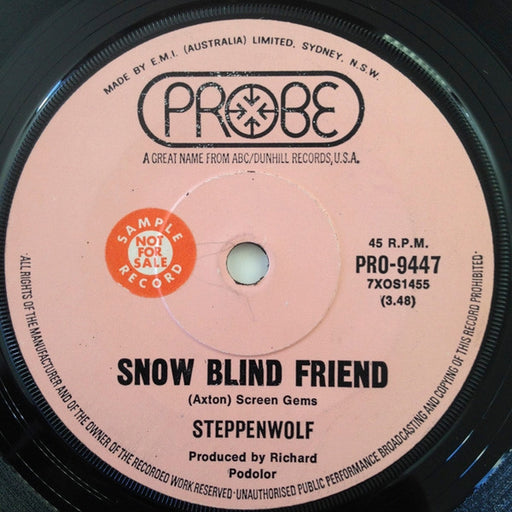 MADE BY E.M.I. (AUSTRALIA) LIMITED, SYDNEY, N.S.W.
PROBE
A GREAT NAME FROM ABC/DUNHILL RECORDS, U.S.A.
SAMPLE
NOT
FOR
SALE
RECORD
45 R.P.M.
PRO-9447
7XOS1455
(3.48)
SNOW BLIND FRIEND
(Axton) Screen Gems
STEPPENWOLF
Produced by Richard
Podolor
ALL RIGHTS OF THE MANUFACTURER AND OF THE OWNER OF THE RECORDED WORK RESERVED · UNAUTHORISED PUBLIC PERFORMANCE BROADCASTING AND COPYING OF THIS RECORD PROHIBITED